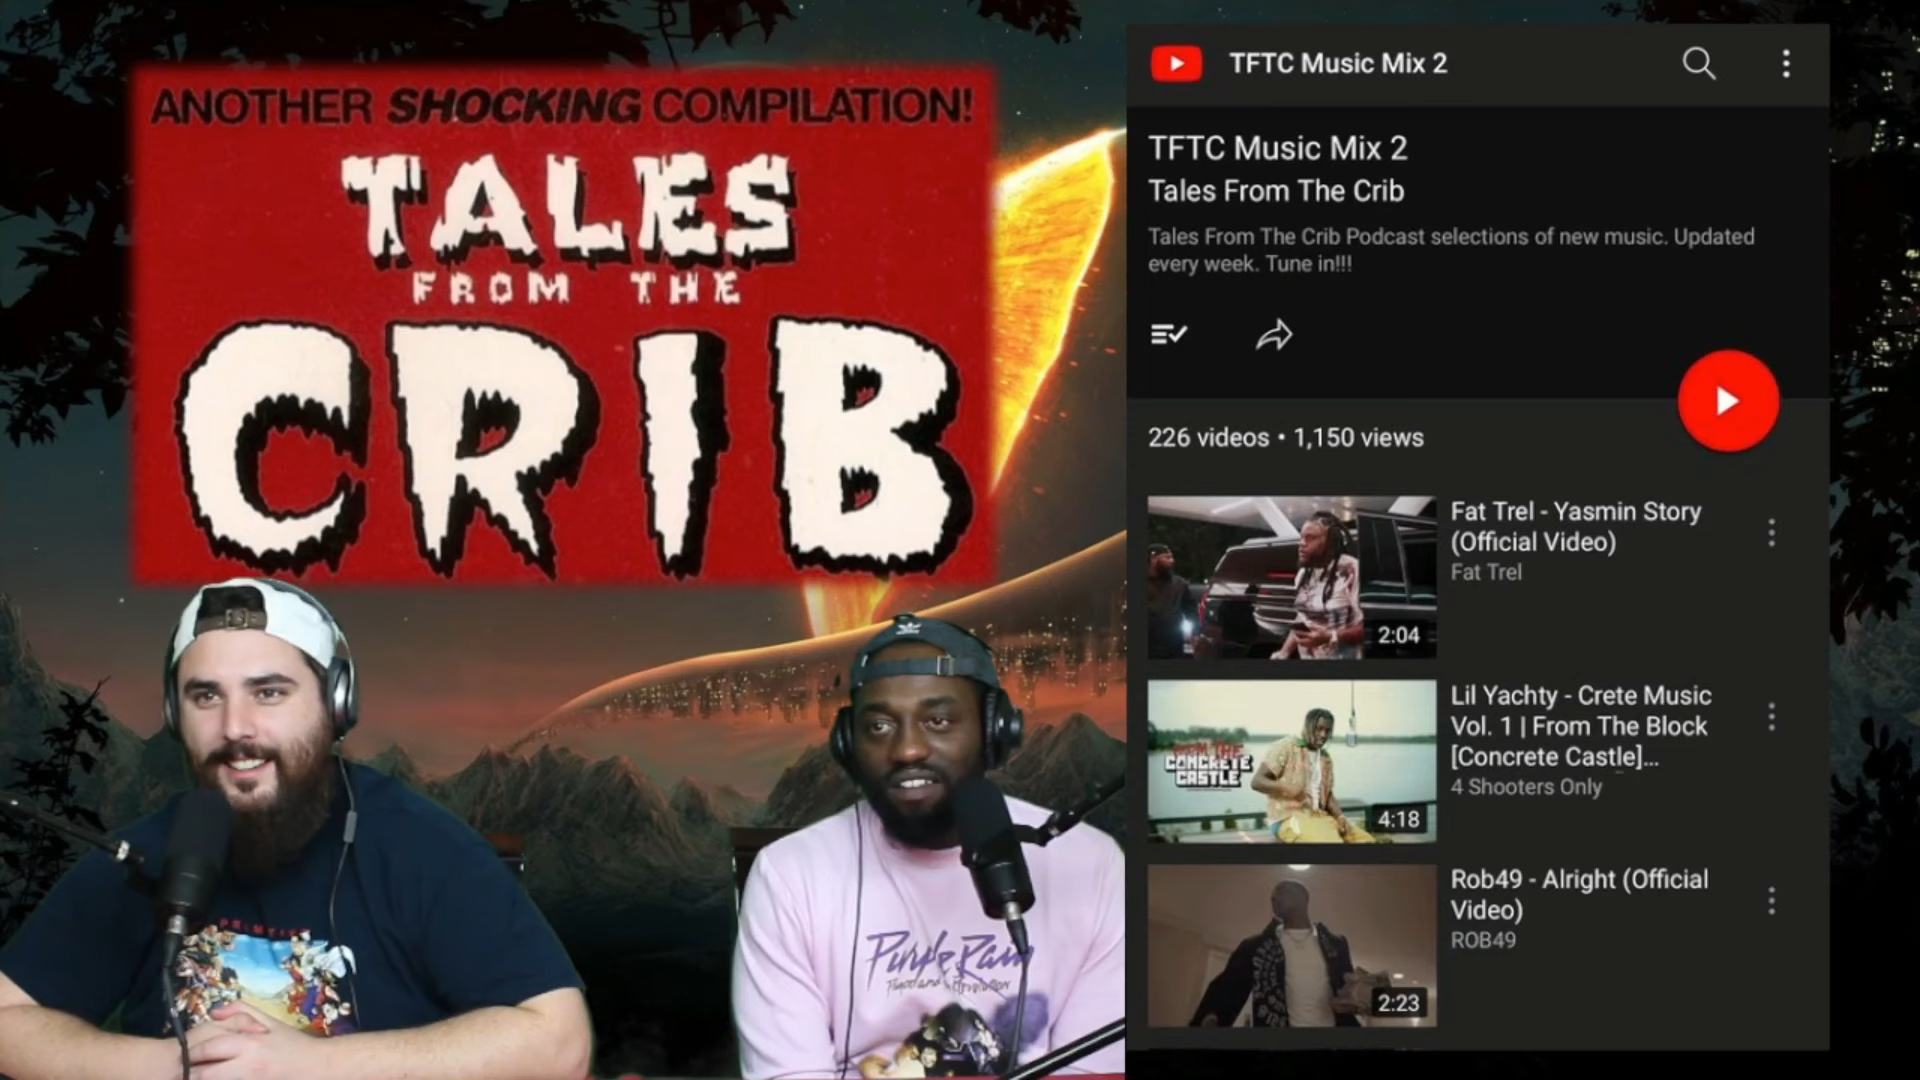 ANOTHER SHOCKING COMPILATION!
TALES
FROM THE
CRIB
PRIMITIVE
Purple Rain
TFTC Music Mix 2
TFTC Music Mix 2
Tales From The Crib
Tales From The Crib Podcast selections of new music. Updated
every week. Tune in!!!
226 videos • 1,150 views
2:04
Fat Trel - Yasmin Story
(Official Video)
Fat Trel
FROM THE
CONCRETE
CASTLE
4:18
Lil Yachty - Crete Music
Vol. 1 | From The Block
[Concrete Castle]...
4 Shooters Only
2:23
Rob49 - Alright (Official
Video)
ROB49